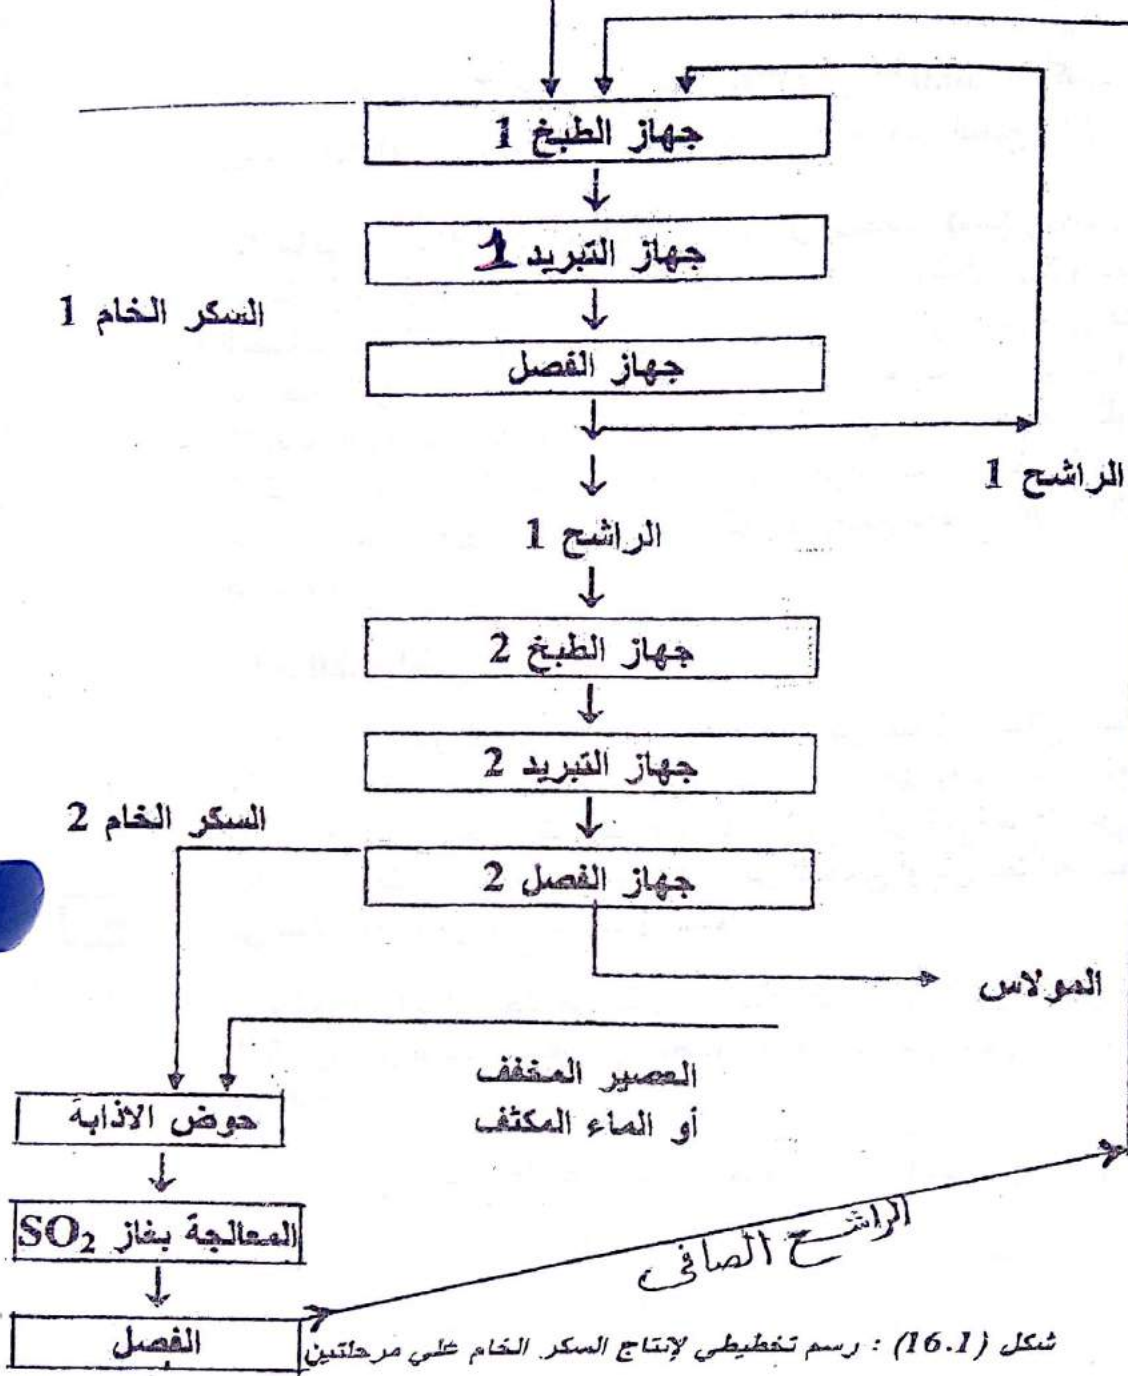 جهاز الطبخ 1
جهاز التبريد 1
السكر الخام 1
جهاز الفصل
الراشح 1
الراشح 1
جهاز الطبخ 2
جهاز التبريد 2
السكر الخام 2
جهاز الفصل 2
المولاس
العصير المخفف
أو الماء المكثف
حوض الاذابة
المعالجة بغاز SO₂
الراشح الصافي
الفصل
شكل (16.1) : رسم تخطيطي لإنتاج السكر الخام علي مرحلتين